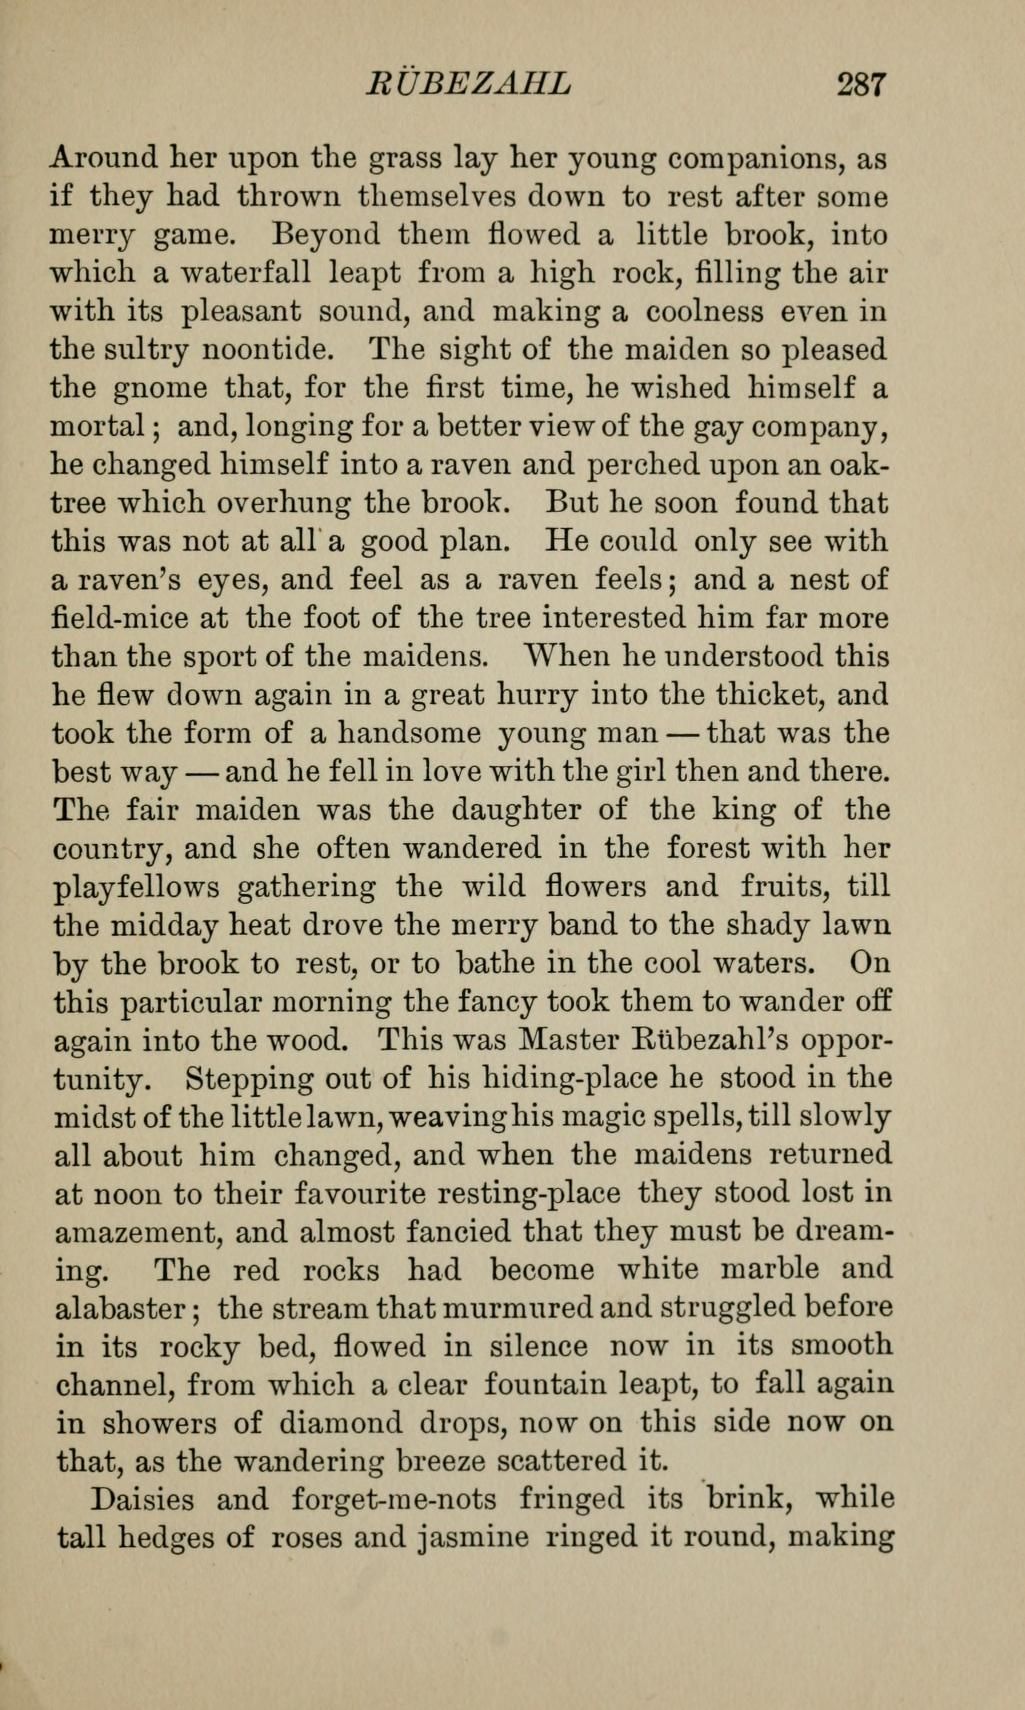 RÜBEZAHL 287
Around her upon the grass lay her young companions, as
if they had thrown themselves down to rest after some
merry game. Beyond them flowed a little brook, into
which a waterfall leapt from a high rock, filling the air
with its pleasant sound, and making a coolness even in
the sultry noontide. The sight of the maiden so pleased
the gnome that, for the first time, he wished himself a
mortal; and, longing for a better view of the gay company,
he changed himself into a raven and perched upon an oak-
tree which overhung the brook. But he soon found that
this was not at all a good plan. He could only see with
a raven's eyes, and feel as a raven feels; and a nest of
field-mice at the foot of the tree interested him far more
than the sport of the maidens. When he understood this
he flew down again in a great hurry into the thicket, and
took the form of a handsome young man — that was the
best way — and he fell in love with the girl then and there.
The fair maiden was the daughter of the king of the
country, and she often wandered in the forest with her
playfellows gathering the wild flowers and fruits, till
the midday heat drove the merry band to the shady lawn
by the brook to rest, or to bathe in the cool waters. On
this particular morning the fancy took them to wander off
again into the wood. This was Master Rübezahl's oppor-
tunity. Stepping out of his hiding-place he stood in the
midst of the little lawn, weaving his magic spells, till slowly
all about him changed, and when the maidens returned
at noon to their favourite resting-place they stood lost in
amazement, and almost fancied that they must be dream-
ing. The red rocks had become white marble and
alabaster; the stream that murmured and struggled before
in its rocky bed, flowed in silence now in its smooth
channel, from which a clear fountain leapt, to fall again
in showers of diamond drops, now on this side now on
that, as the wandering breeze scattered it.
Daisies and forget-me-nots fringed its brink, while
tall hedges of roses and jasmine ringed it round, making